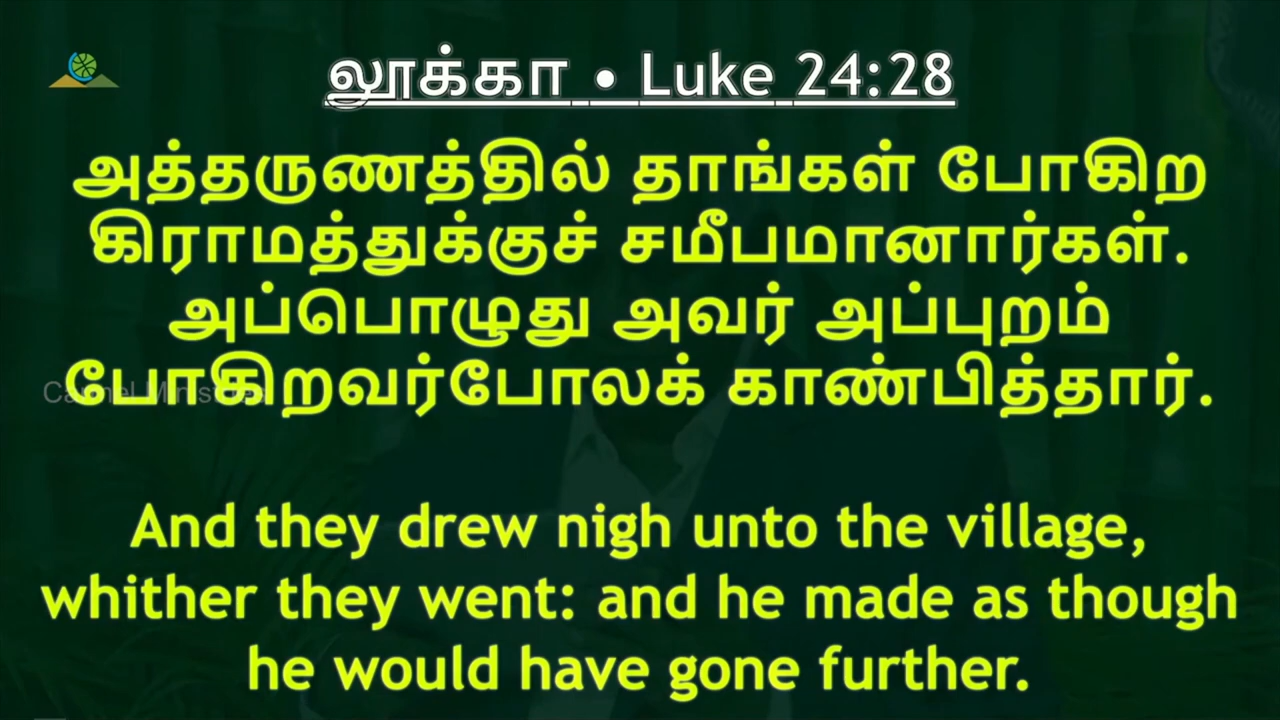 லூக்கா • Luke 24:28
அத்தருணத்தில் தாங்கள் போகிற
கிராமத்துக்குச் சமீபமானார்கள்.
அப்பொழுது அவர் அப்புறம்
போகிறவர்போலக் காண்பித்தார்.
And they drew nigh unto the village,
whither they went: and he made as though
he would have gone further.